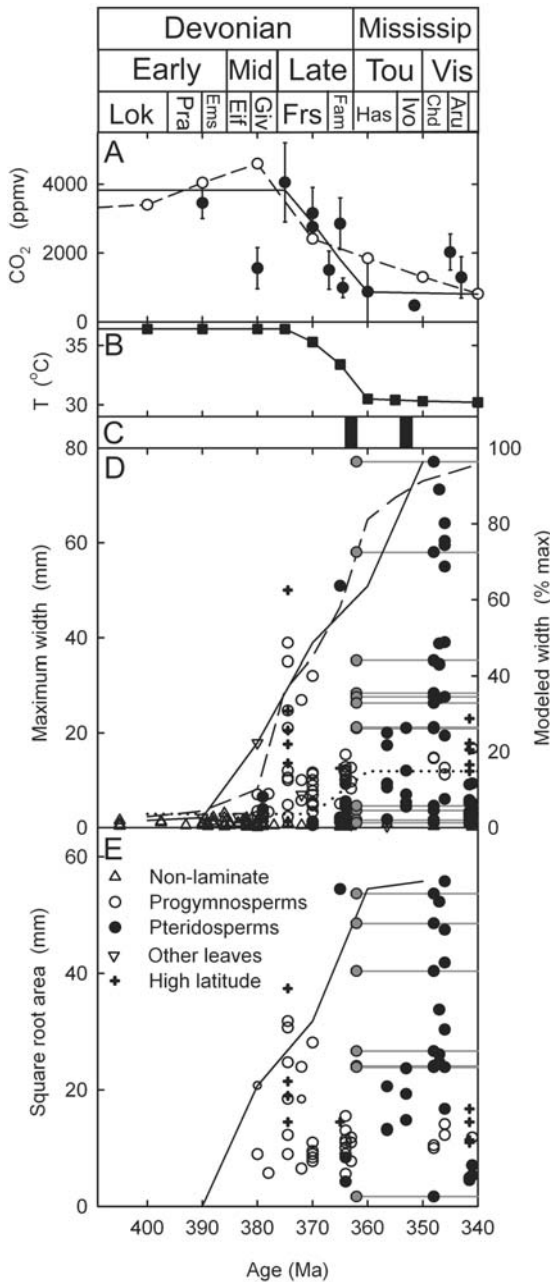 Devonian Mississip
Early Mid Late Tou Vis
Lok Pra Ems Eif Giv Frs Fam Has Ivo Chd Aru
A
4000
2000
0
CO2 (ppmv)
B
35
30
T (°C)
C
D
80
60
40
20
0
Maximum width (mm)
100
80
60
40
20
0
Modeled width (% max)
E
60
40
20
0
Square root area (mm)
Non-laminate
Progymnosperms
Pteridosperms
Other leaves
High latitude
400 390 380 370 360 350 340
Age (Ma)